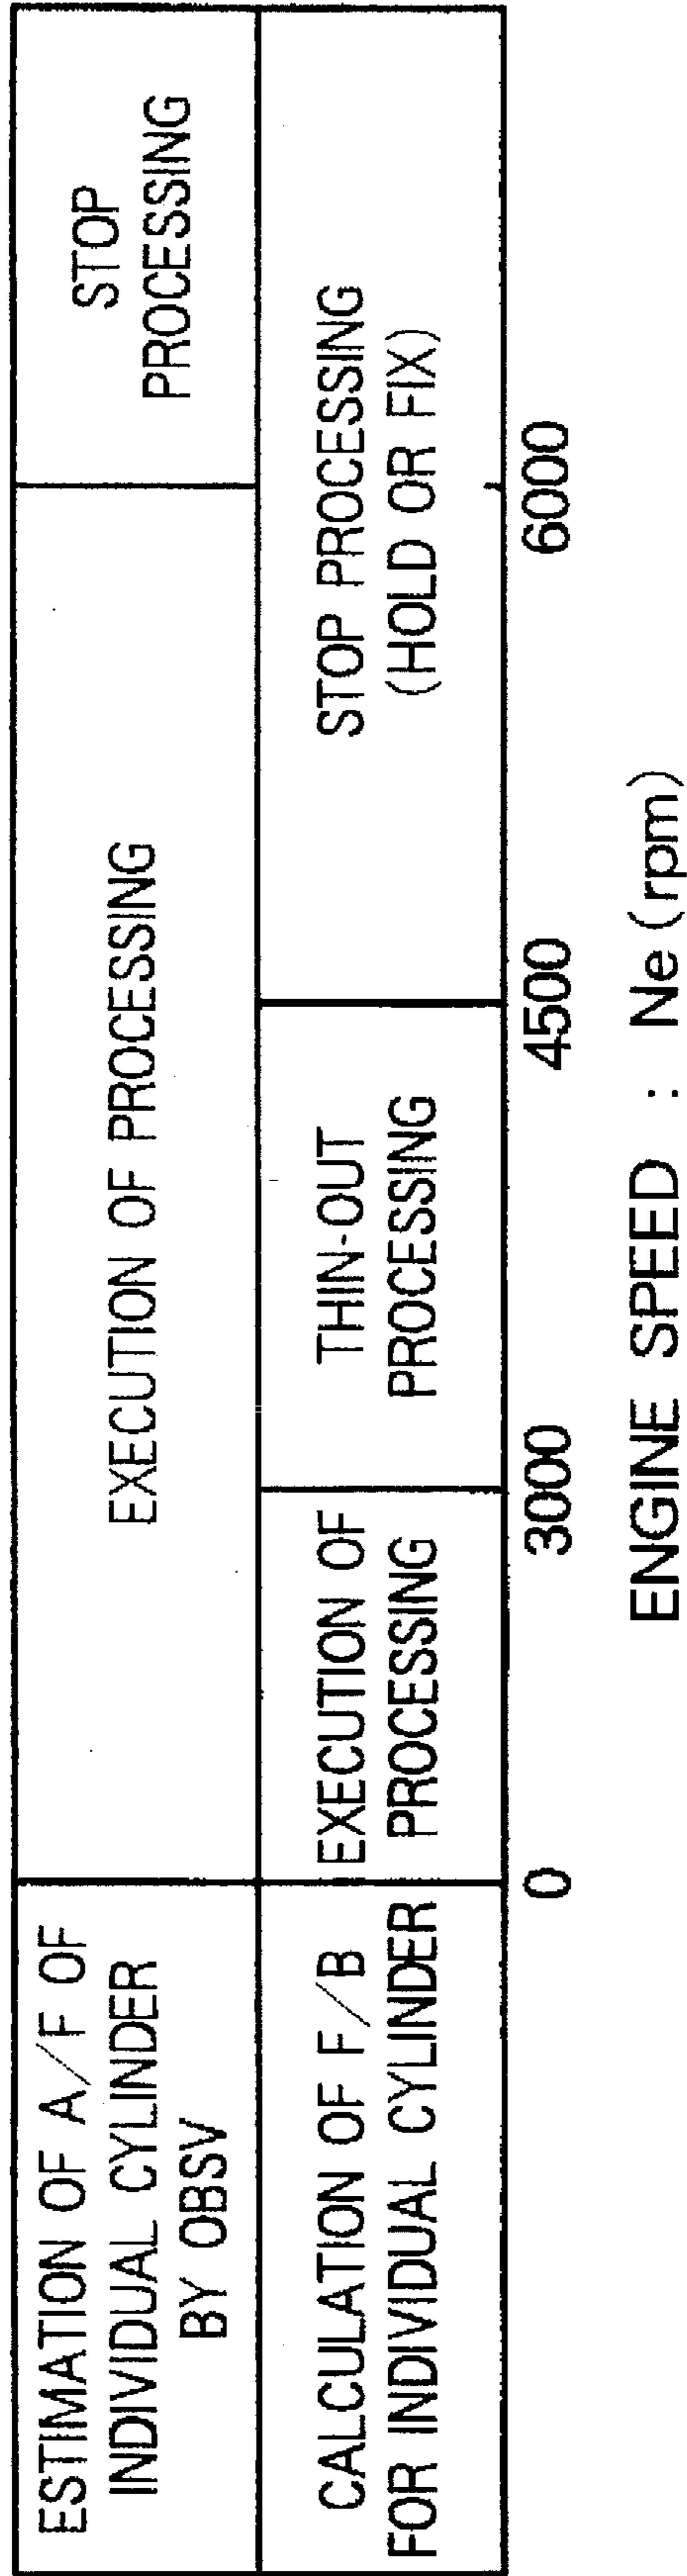 ESTIMATION OF A/F OF
INDIVIDUAL CYLINDER
BY OBSV
EXECUTION OF PROCESSING
STOP
PROCESSING
CALCULATION OF F/B
FOR INDIVIDUAL CYLINDER
EXECUTION OF
PROCESSING
THIN-OUT
PROCESSING
STOP PROCESSING
(HOLD OR FIX)
0 3000 4500 6000
ENGINE SPEED : Ne (rpm)